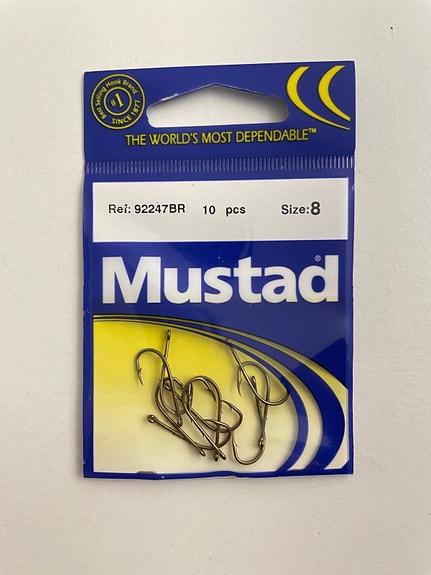 Best Selling Hook Brand
#1
SINCE 1877
THE WORLD'S MOST DEPENDABLE™
Ref: 92247BR 10 pcs Size: 8
Mustad®